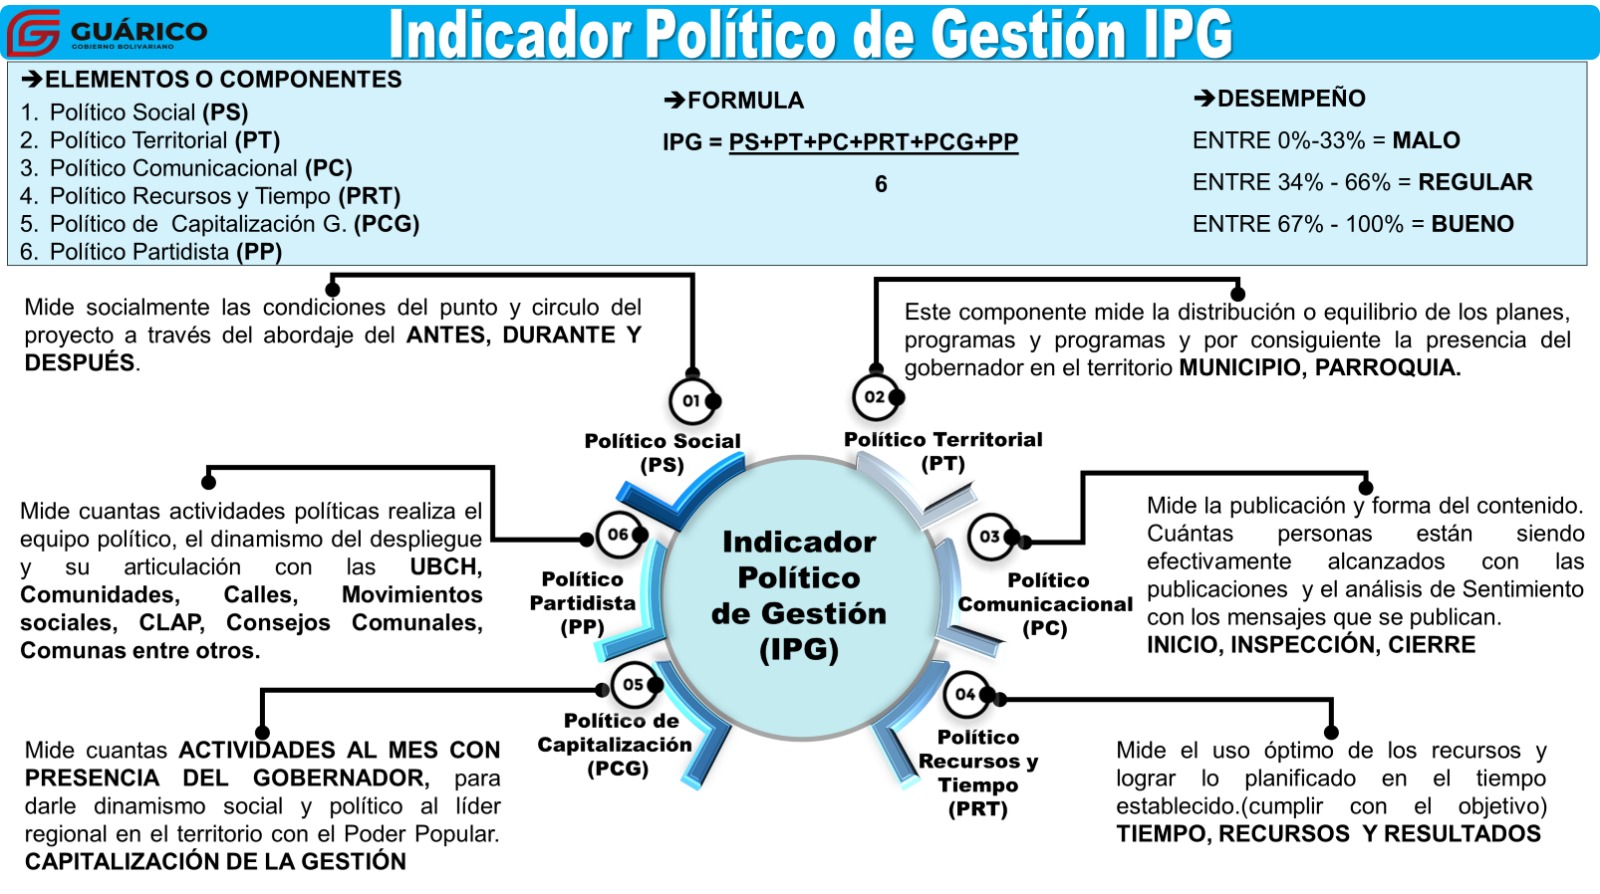 GUÁRICO
GOBIERNO BOLIVARIANO
Indicador Político de Gestión IPG
➔ELEMENTOS O COMPONENTES
1. Político Social (PS)
2. Político Territorial (PT)
3. Político Comunicacional (PC)
4. Político Recursos y Tiempo (PRT)
5. Político de Capitalización G. (PCG)
6. Político Partidista (PP)
➔FORMULA
IPG = PS+PT+PC+PRT+PCG+PP
6
➔DESEMPEÑO
ENTRE 0%-33% = MALO
ENTRE 34% - 66% = REGULAR
ENTRE 67% - 100% = BUENO
Mide socialmente las condiciones del punto y circulo del
proyecto a través del abordaje del ANTES, DURANTE Y
DESPUÉS.
01
Político Social
(PS)
Este componente mide la distribución o equilibrio de los planes,
programas y programas y por consiguiente la presencia del
gobernador en el territorio MUNICIPIO, PARROQUIA.
02
Político Territorial
(PT)
Mide la publicación y forma del contenido.
Cuántas personas están siendo
efectivamente alcanzados con las
publicaciones y el análisis de Sentimiento
con los mensajes que se publican.
INICIO, INSPECCIÓN, CIERRE
03
Político
Comunicacional
(PC)
Mide el uso óptimo de los recursos y
lograr lo planificado en el tiempo
establecido.(cumplir con el objetivo)
TIEMPO, RECURSOS Y RESULTADOS
04
Político
Recursos y
Tiempo
(PRT)
Mide cuantas ACTIVIDADES AL MES CON
PRESENCIA DEL GOBERNADOR, para
darle dinamismo social y político al líder
regional en el territorio con el Poder Popular.
CAPITALIZACIÓN DE LA GESTIÓN
05
Político de
Capitalización
(PCG)
Mide cuantas actividades políticas realiza el
equipo político, el dinamismo del despliegue
y su articulación con las UBCH,
Comunidades, Calles, Movimientos
sociales, CLAP, Consejos Comunales,
Comunas entre otros.
06
Político
Partidista
(PP)
Indicador
Político
de Gestión
(IPG)